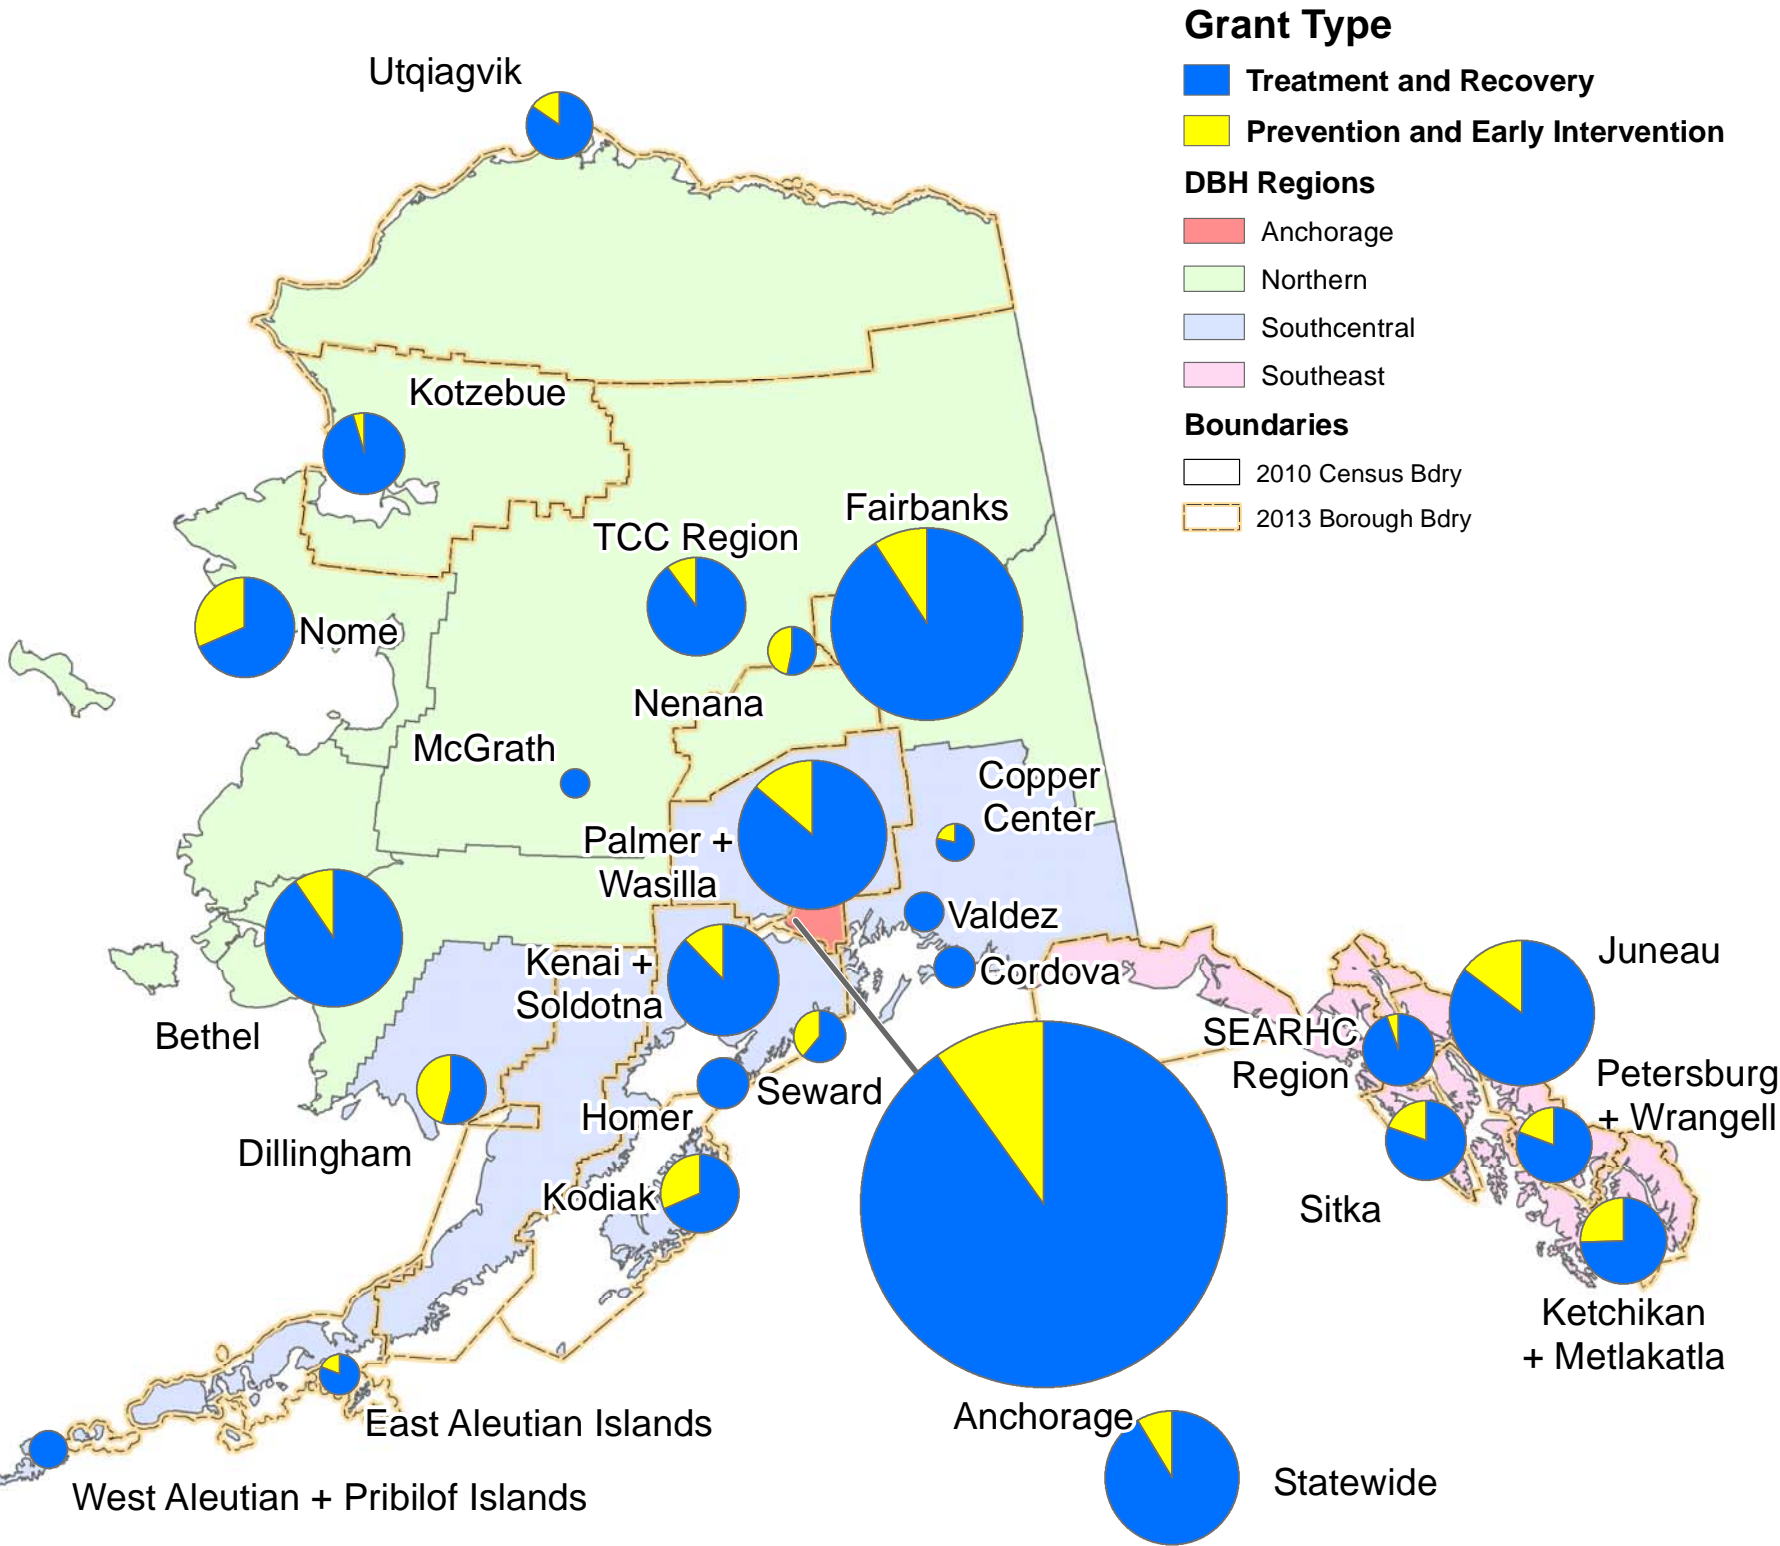 Grant Type
Treatment and Recovery
Prevention and Early Intervention
DBH Regions
Anchorage
Northern
Southcentral
Southeast
Boundaries
2010 Census Bdry
2013 Borough Bdry
Utqiagvik
Kotzebue
Fairbanks
TCC Region
Nome
Nenana
McGrath
Copper
Center
Palmer +
Wasilla
Valdez
Cordova
Kenai +
Soldotna
Bethel
Juneau
SEARHC
Region
Petersburg
+ Wrangell
Seward
Homer
Dillingham
Kodiak
Sitka
Ketchikan
+ Metlakatla
East Aleutian Islands
Anchorage
Statewide
West Aleutian + Pribilof Islands